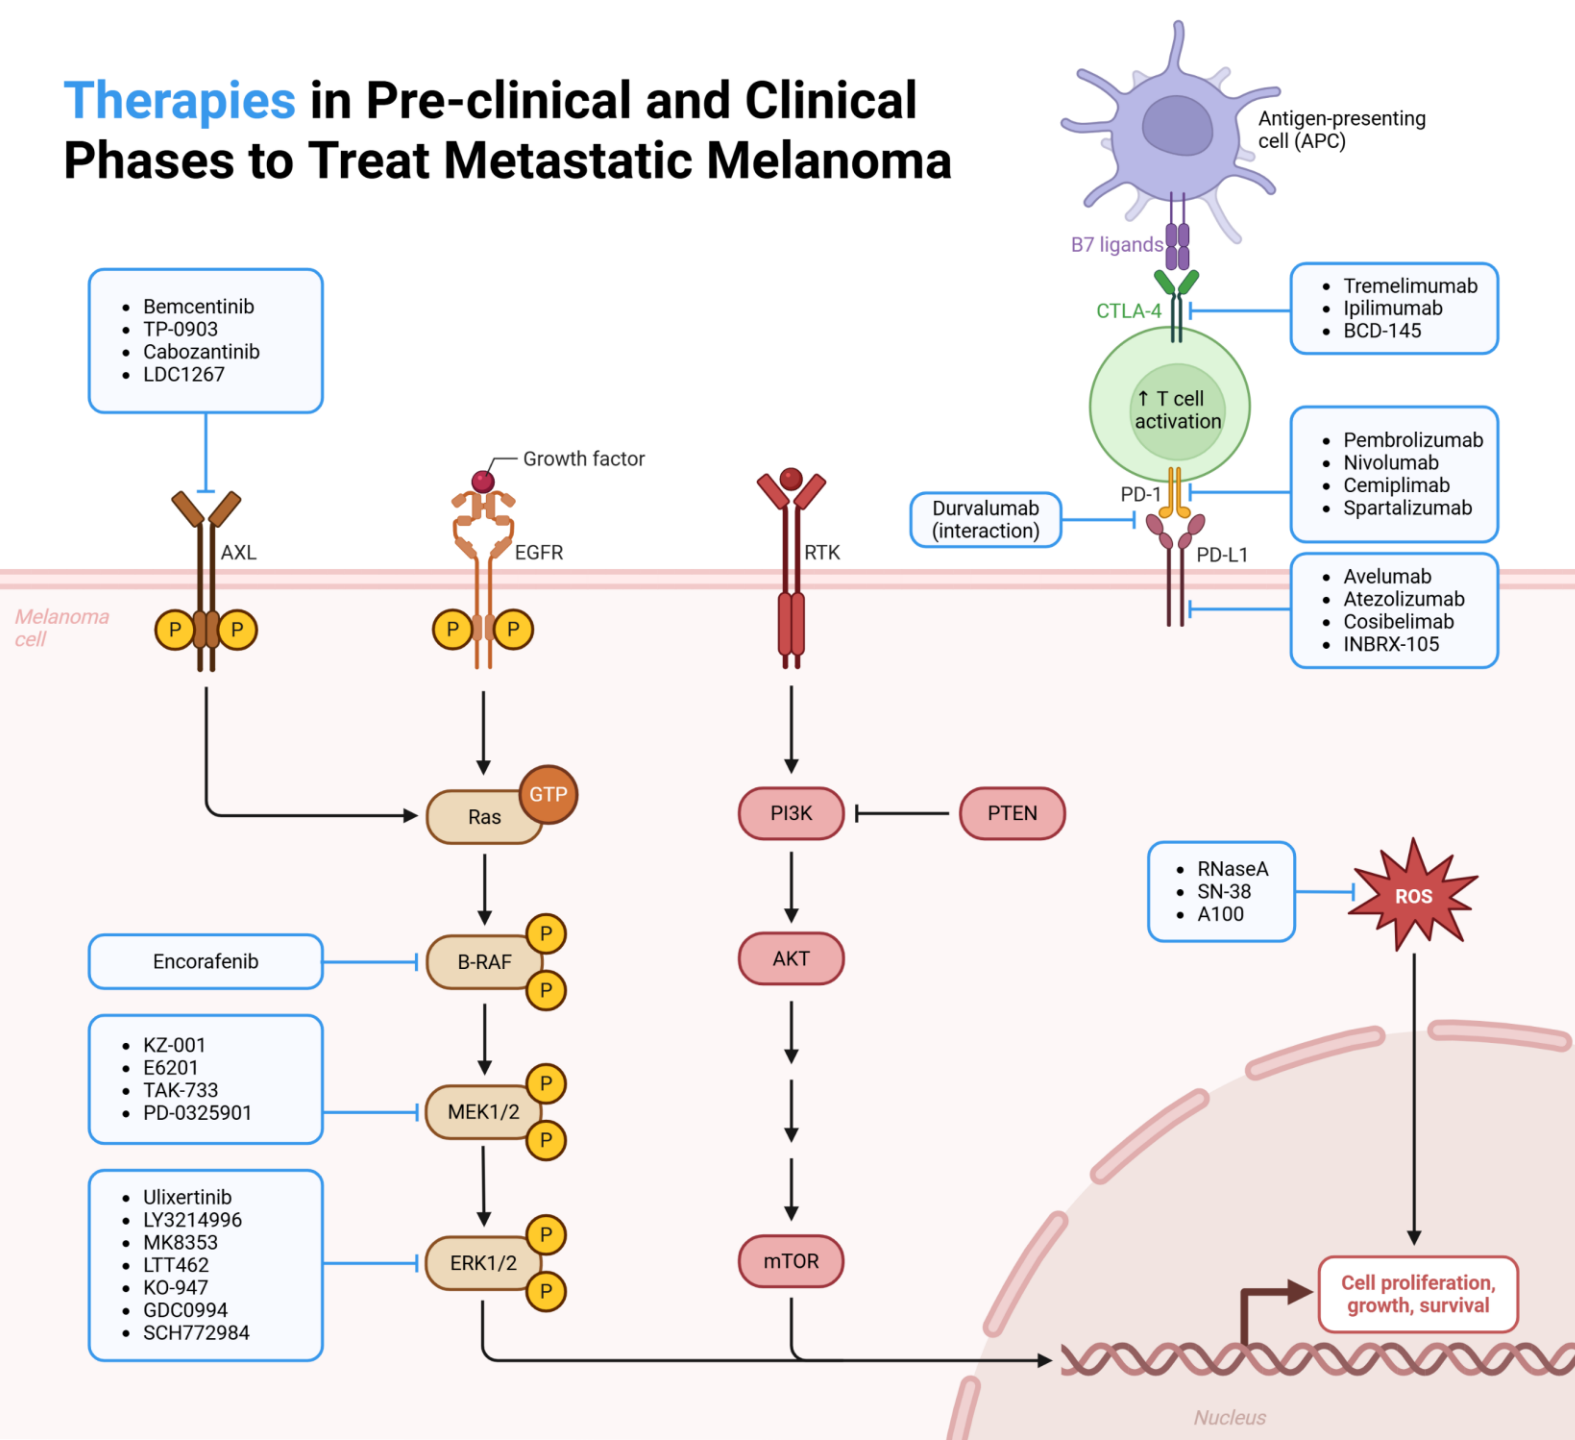 Therapies in Pre-clinical and Clinical
Phases to Treat Metastatic Melanoma
Antigen-presenting
cell (APC)
B7 ligands
CTLA-4
• Tremelimumab
• Ipilimumab
• BCD-145
↑ T cell
activation
• Bemcentinib
• TP-0903
• Cabozantinib
• LDC1267
• Pembrolizumab
• Nivolumab
• Cemiplimab
• Spartalizumab
Growth factor
PD-1
Durvalumab
(interaction)
AXL
EGFR
RTK
PD-L1
• Avelumab
• Atezolizumab
• Cosibelimab
• INBRX-105
Melanoma
cell
P
P
P
P
GTP
Ras
PI3K
PTEN
• RNaseA
• SN-38
• A100
ROS
Encorafenib
B-RAF
P
P
AKT
• KZ-001
• E6201
• TAK-733
• PD-0325901
MEK1/2
P
P
• Ulixertinib
• LY3214996
• MK8353
• LTT462
• KO-947
• GDC0994
• SCH772984
ERK1/2
P
P
mTOR
Cell proliferation,
growth, survival
Nucleus